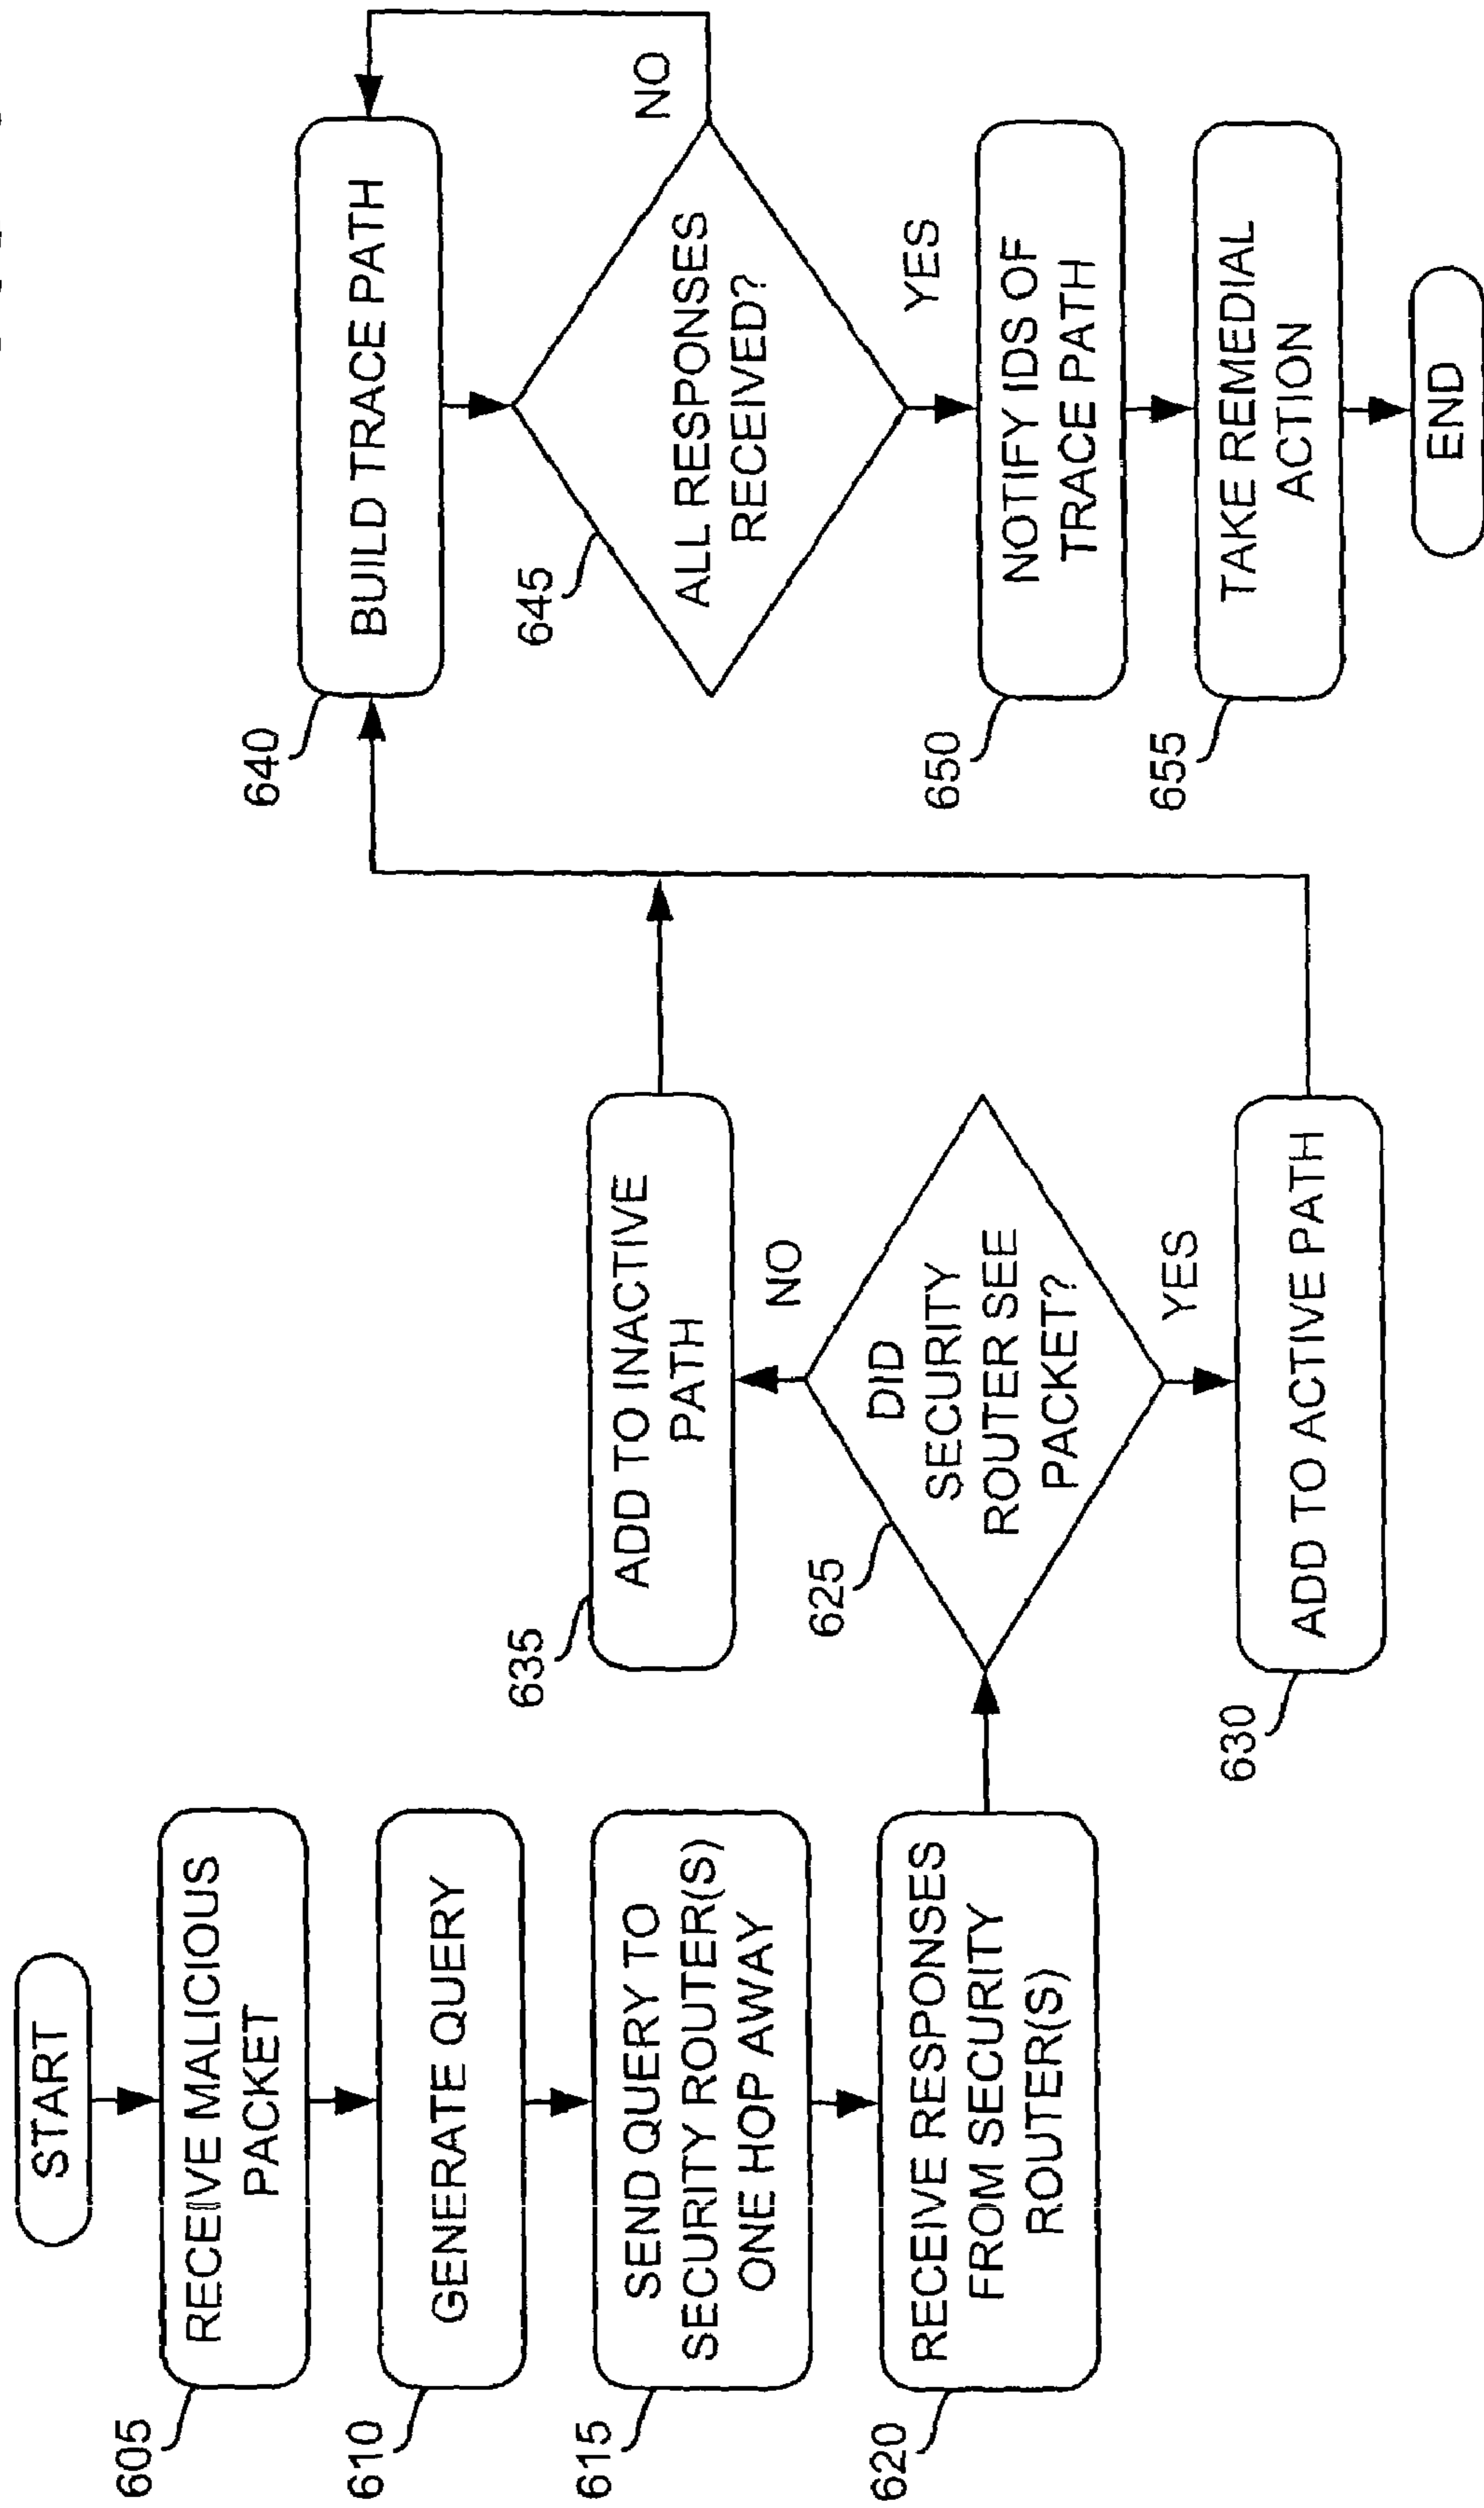 START
605
RECEIVE MALICIOUS
PACKET
610
GENERATE QUERY
615
SEND QUERY TO
SECURITY ROUTER(S)
ONE HOP AWAY
620
RECEIVE RESPONSES
FROM SECURITY
ROUTER(S)
635
ADD TO INACTIVE
PATH
NO
625
DID
SECURITY
ROUTER SEE
PACKET?
YES
630
ADD TO ACTIVE PATH
640
BUILD TRACE PATH
NO
645
ALL RESPONSES
RECEIVED?
YES
650
NOTIFY IDS OF
TRACE PATH
655
TAKE REMEDIAL
ACTION
END